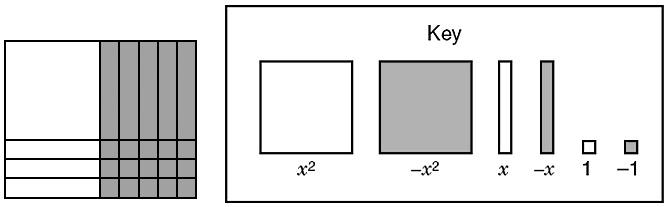 Key
x² –x² x –x 1 –1